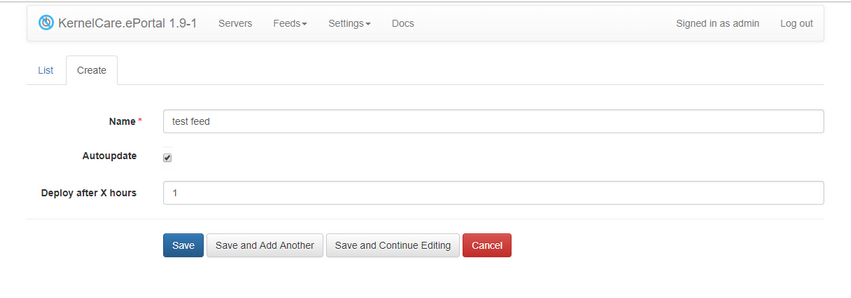 KernelCare.ePortal 1.9-1 Servers Feeds Settings Docs Signed in as admin Log out
List Create
Name * test feed
Autoupdate
Deploy after X hours 1
Save Save and Add Another Save and Continue Editing Cancel